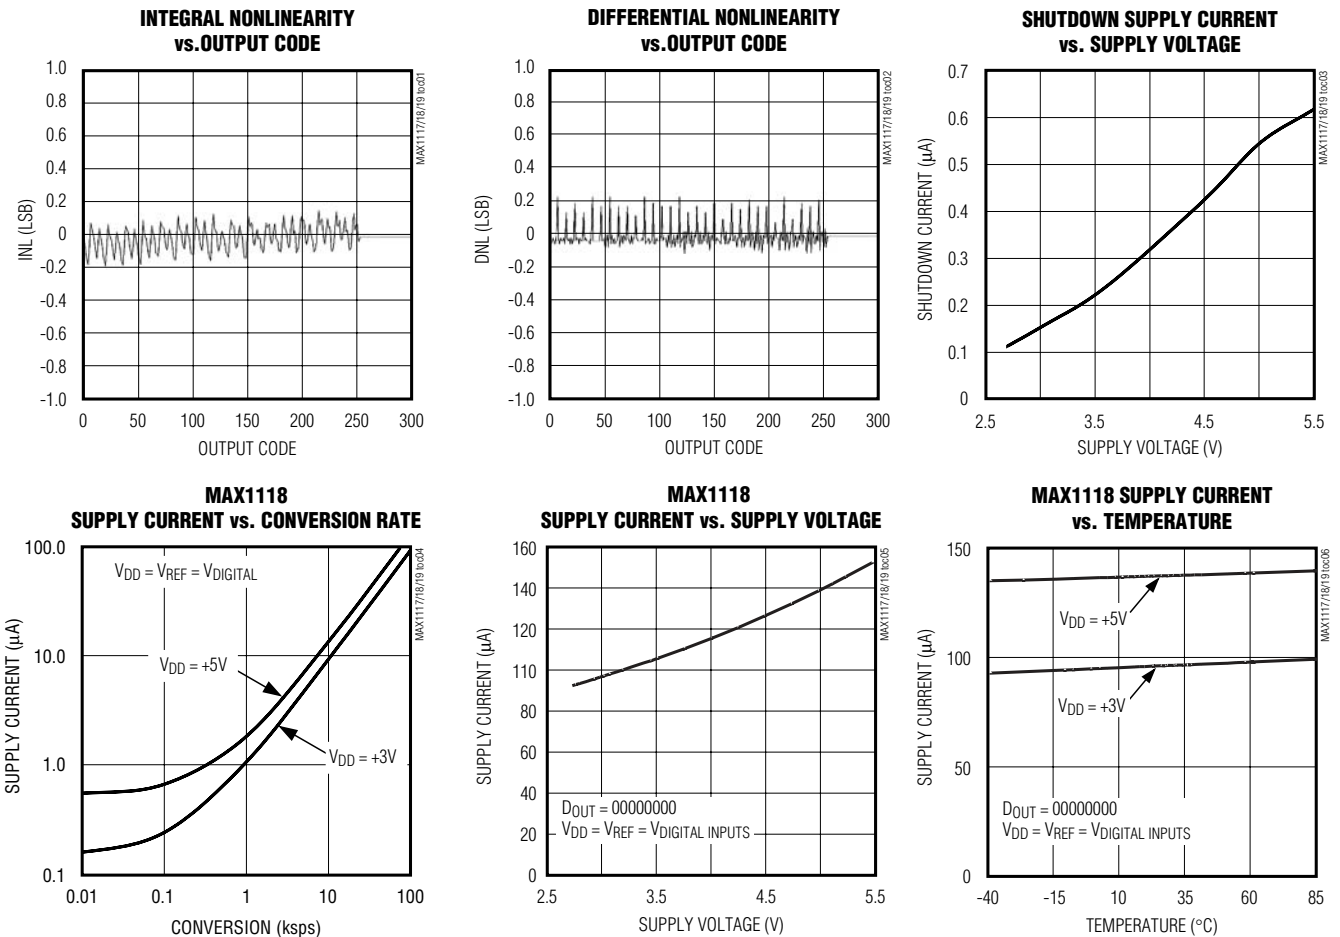 INTEGRAL NONLINEARITY
vs.OUTPUT CODE
1.0
0.8
0.6
0.4
0.2
0
-0.2
-0.4
-0.6
-0.8
-1.0
INL (LSB)
0 50 100 150 200 250 300
OUTPUT CODE
MAX1117/18/19 toc01
DIFFERENTIAL NONLINEARITY
vs.OUTPUT CODE
1.0
0.8
0.6
0.4
0.2
0
-0.2
-0.4
-0.6
-0.8
-1.0
DNL (LSB)
0 50 100 150 200 250 300
OUTPUT CODE
MAX1117/18/19 toc02
SHUTDOWN SUPPLY CURRENT
vs. SUPPLY VOLTAGE
0.7
0.6
0.5
0.4
0.3
0.2
0.1
0
SHUTDOWN CURRENT (μA)
2.5 3.5 4.5 5.5
SUPPLY VOLTAGE (V)
MAX1117/18/19 toc03
MAX1118
SUPPLY CURRENT vs. CONVERSION RATE
100.0
10.0
1.0
0.1
SUPPLY CURRENT (μA)
VDD = VREF = VDIGITAL
VDD = +5V
VDD = +3V
0.01 0.1 1 10 100
CONVERSION (ksps)
MAX1117/18/19 toc04
MAX1118
SUPPLY CURRENT vs. SUPPLY VOLTAGE
160
140
120
110
80
60
40
20
0
SUPPLY CURRENT (μA)
DOUT = 00000000
VDD = VREF = VDIGITAL INPUTS
2.5 3.5 4.5 5.5
SUPPLY VOLTAGE (V)
MAX1117/18/19 toc05
MAX1118 SUPPLY CURRENT
vs. TEMPERATURE
150
100
50
0
SUPPLY CURRENT (μA)
VDD = +5V
VDD = +3V
DOUT = 00000000
VDD = VREF = VDIGITAL INPUTS
-40 -15 10 35 60 85
TEMPERATURE (°C)
MAX1117/18/19 toc06